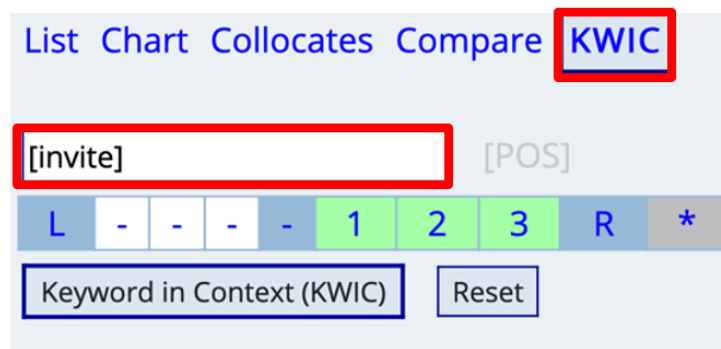 List Chart Collocates Compare KWIC
[invite] [POS]
L - - - - 1 2 3 R *
Keyword in Context (KWIC) Reset